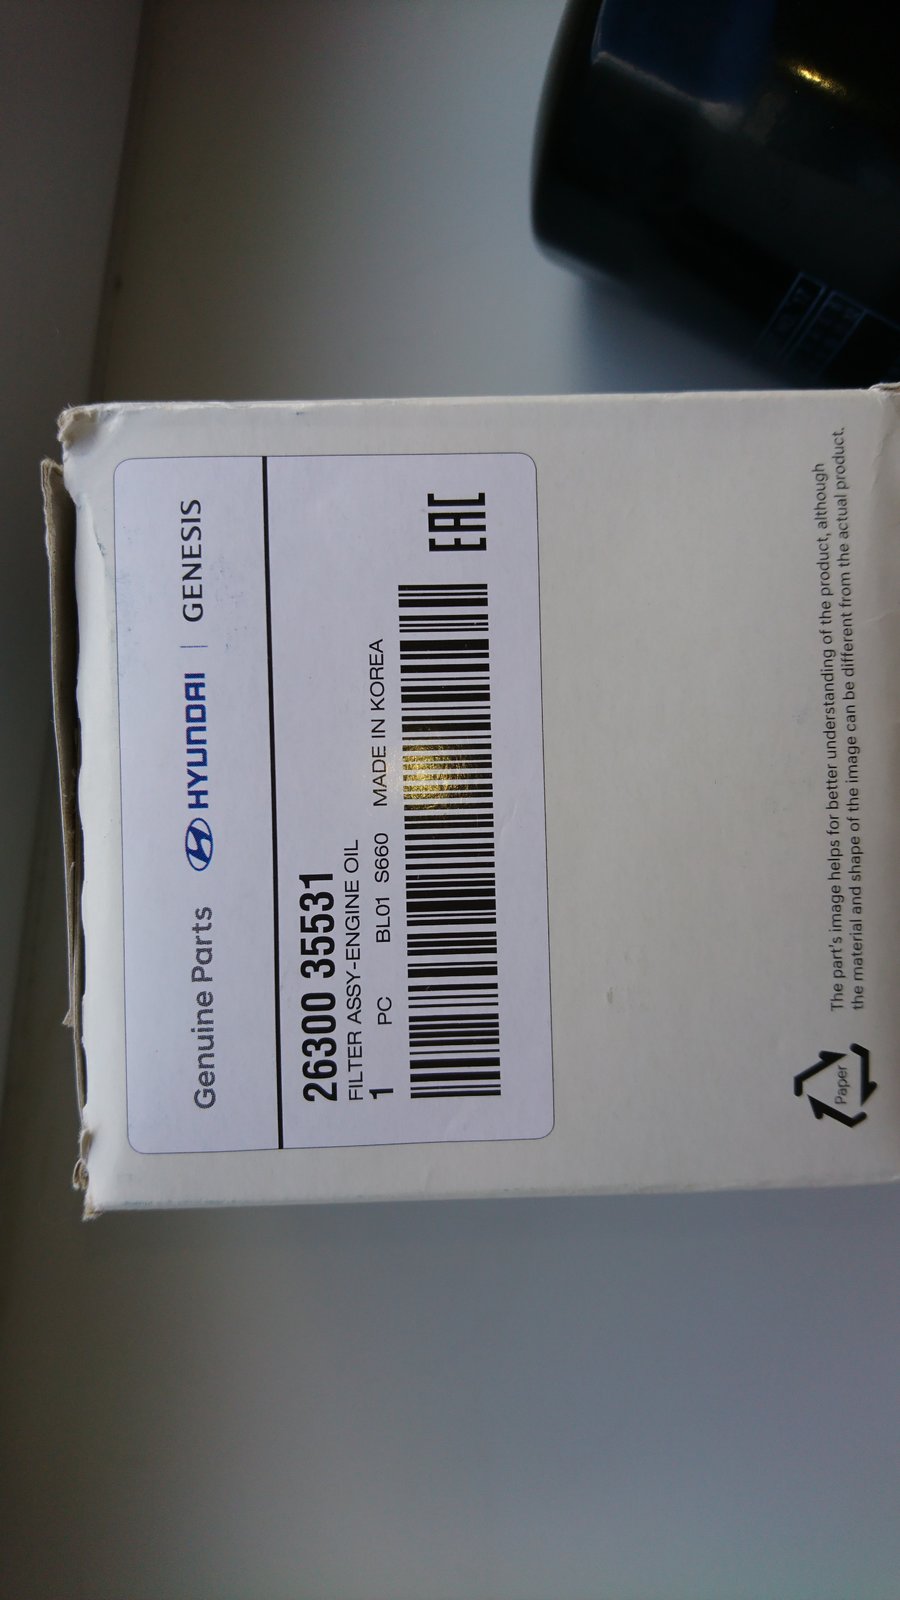 Genuine Parts HYUNDAI | GENESIS
26300 35531
FILTER ASSY-ENGINE OIL
1 PC BL01 S660 MADE IN KOREA
EAC
The part's image helps for better understanding of the product, although
the material and shape of the image can be different from the actual product.
Paper